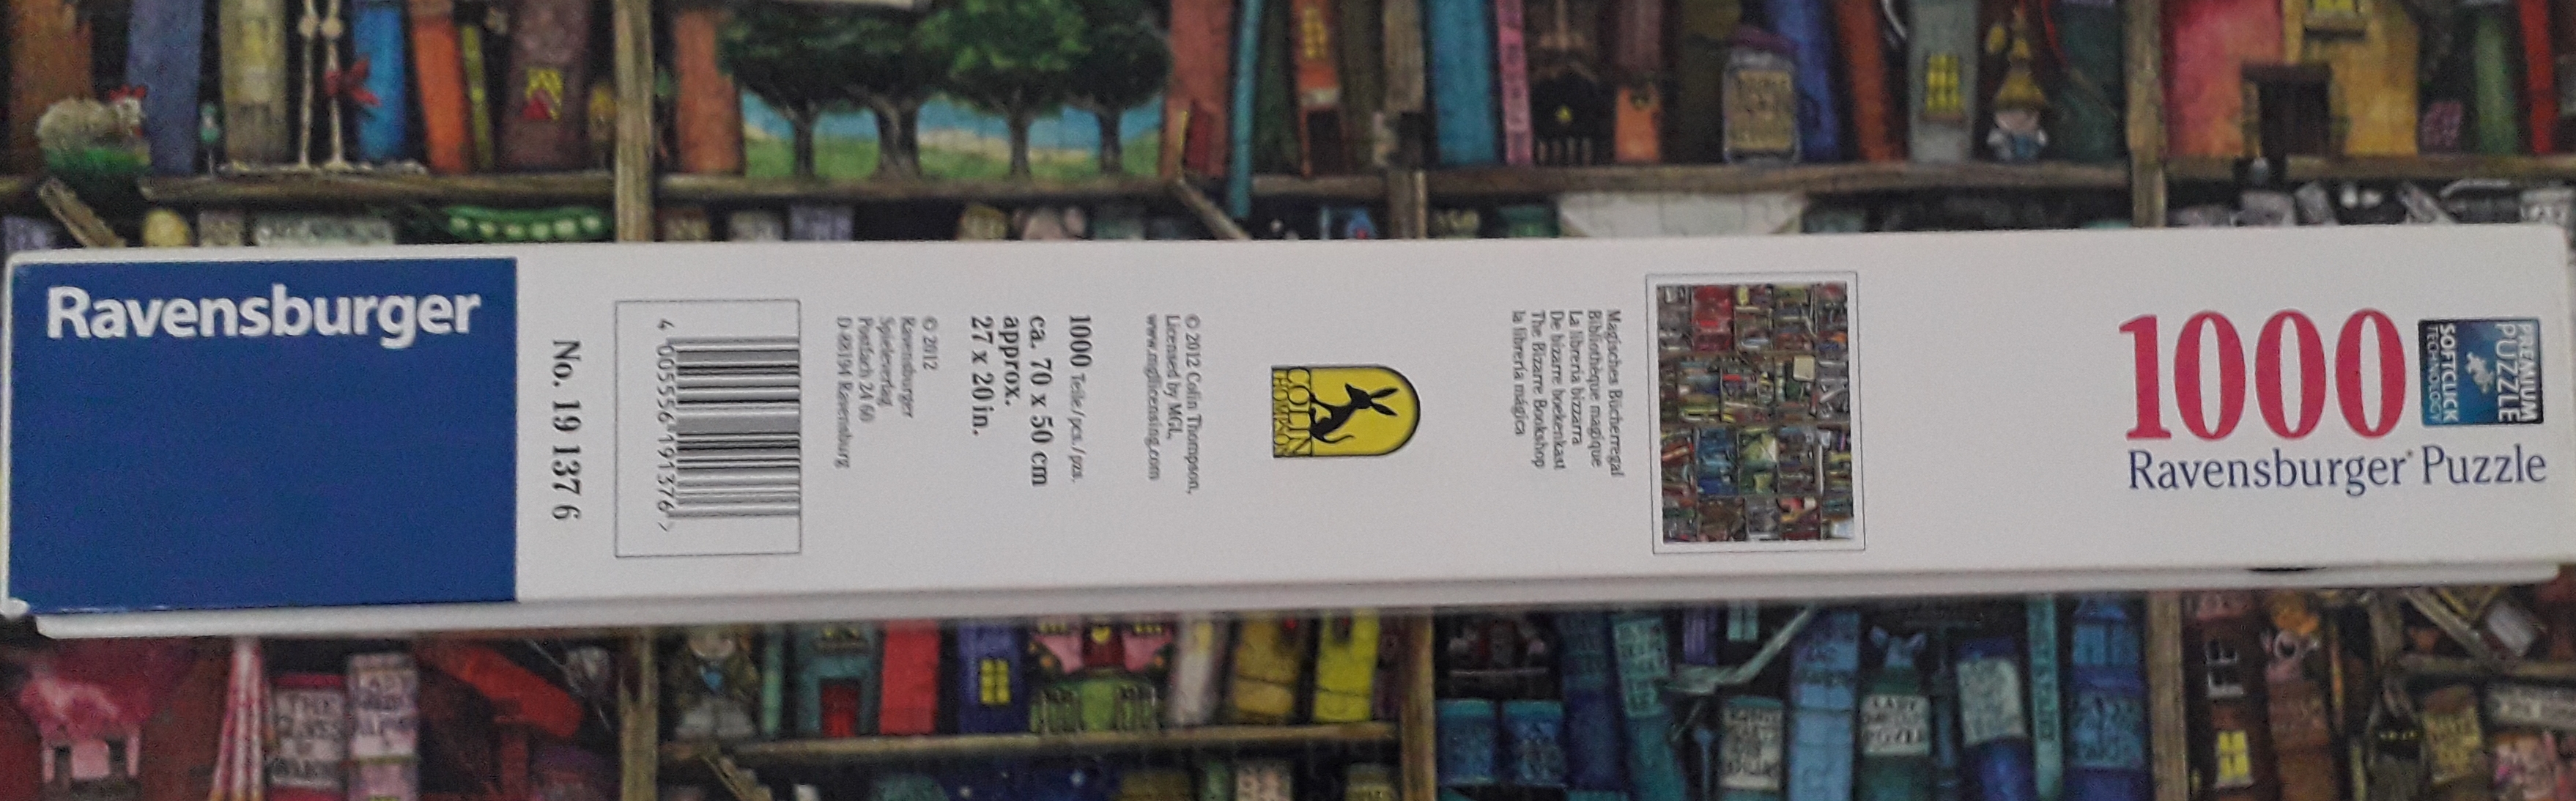 Ravensburger
No. 19 137 6
4 005556 191376 >
© 2012
Ravensburger
Spieleverlag
Postfach 24 60
D-88194 Ravensburg
1000 Teile / pcs. / pzs.
ca. 70 x 50 cm
approx.
27 x 20 in.
© 2012 Colin Thompson,
Licensed by MGL,
www.mgllicensing.com
COLIN
THOMPSON
Magisches Bücherregal
Bibliothèque magique
La libreria bizzarra
De bizarre boekenkast
The Bizarre Bookshop
la librería mágica
1000
Ravensburger® Puzzle
PREMIUM
PUZZLE
SOFTCLICK
TECHNOLOGY